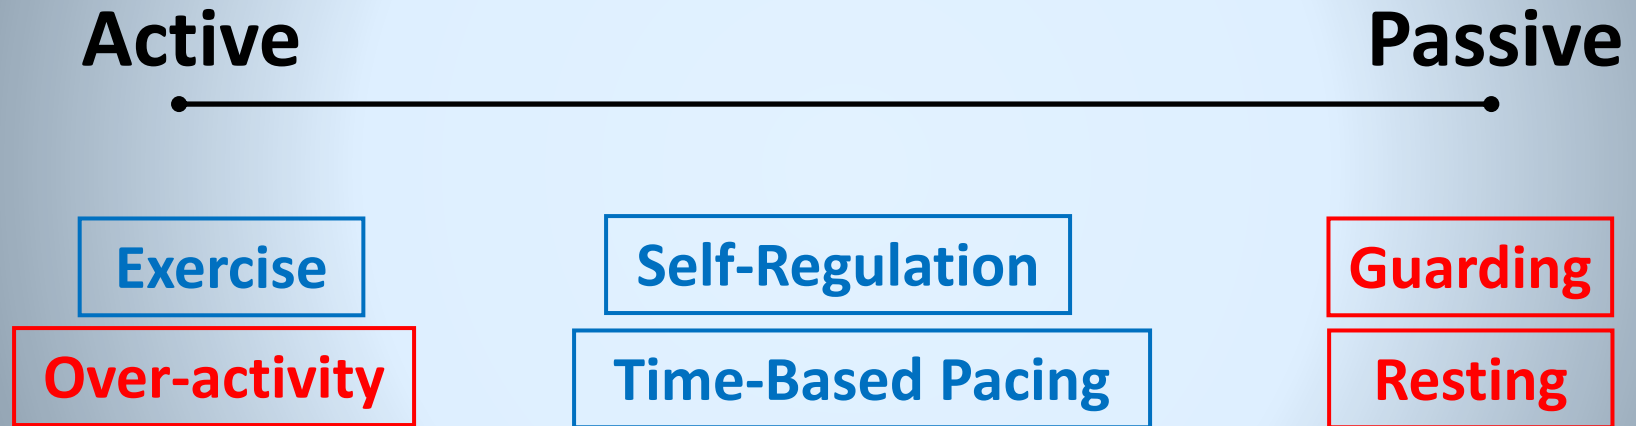 Active Passive
Exercise Self-Regulation Guarding
Over-activity Time-Based Pacing Resting